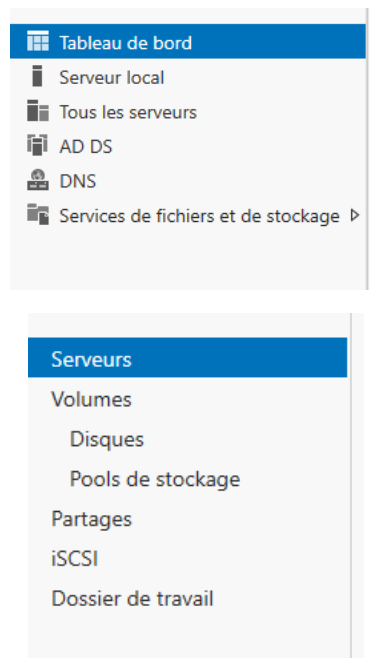 Tableau de bord
Serveur local
Tous les serveurs
AD DS
DNS
Services de fichiers et de stockage
Serveurs
Volumes
Disques
Pools de stockage
Partages
iSCSI
Dossier de travail